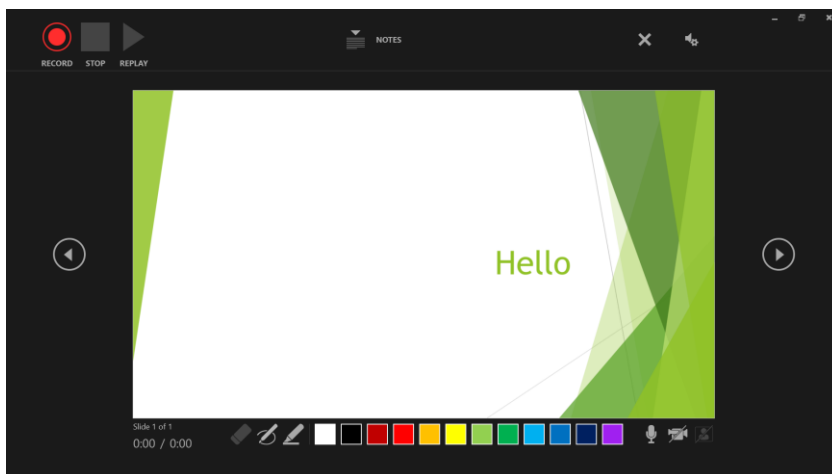 NOTES
RECORD STOP REPLAY
Hello
Slide 1 of 1
0:00 / 0:00